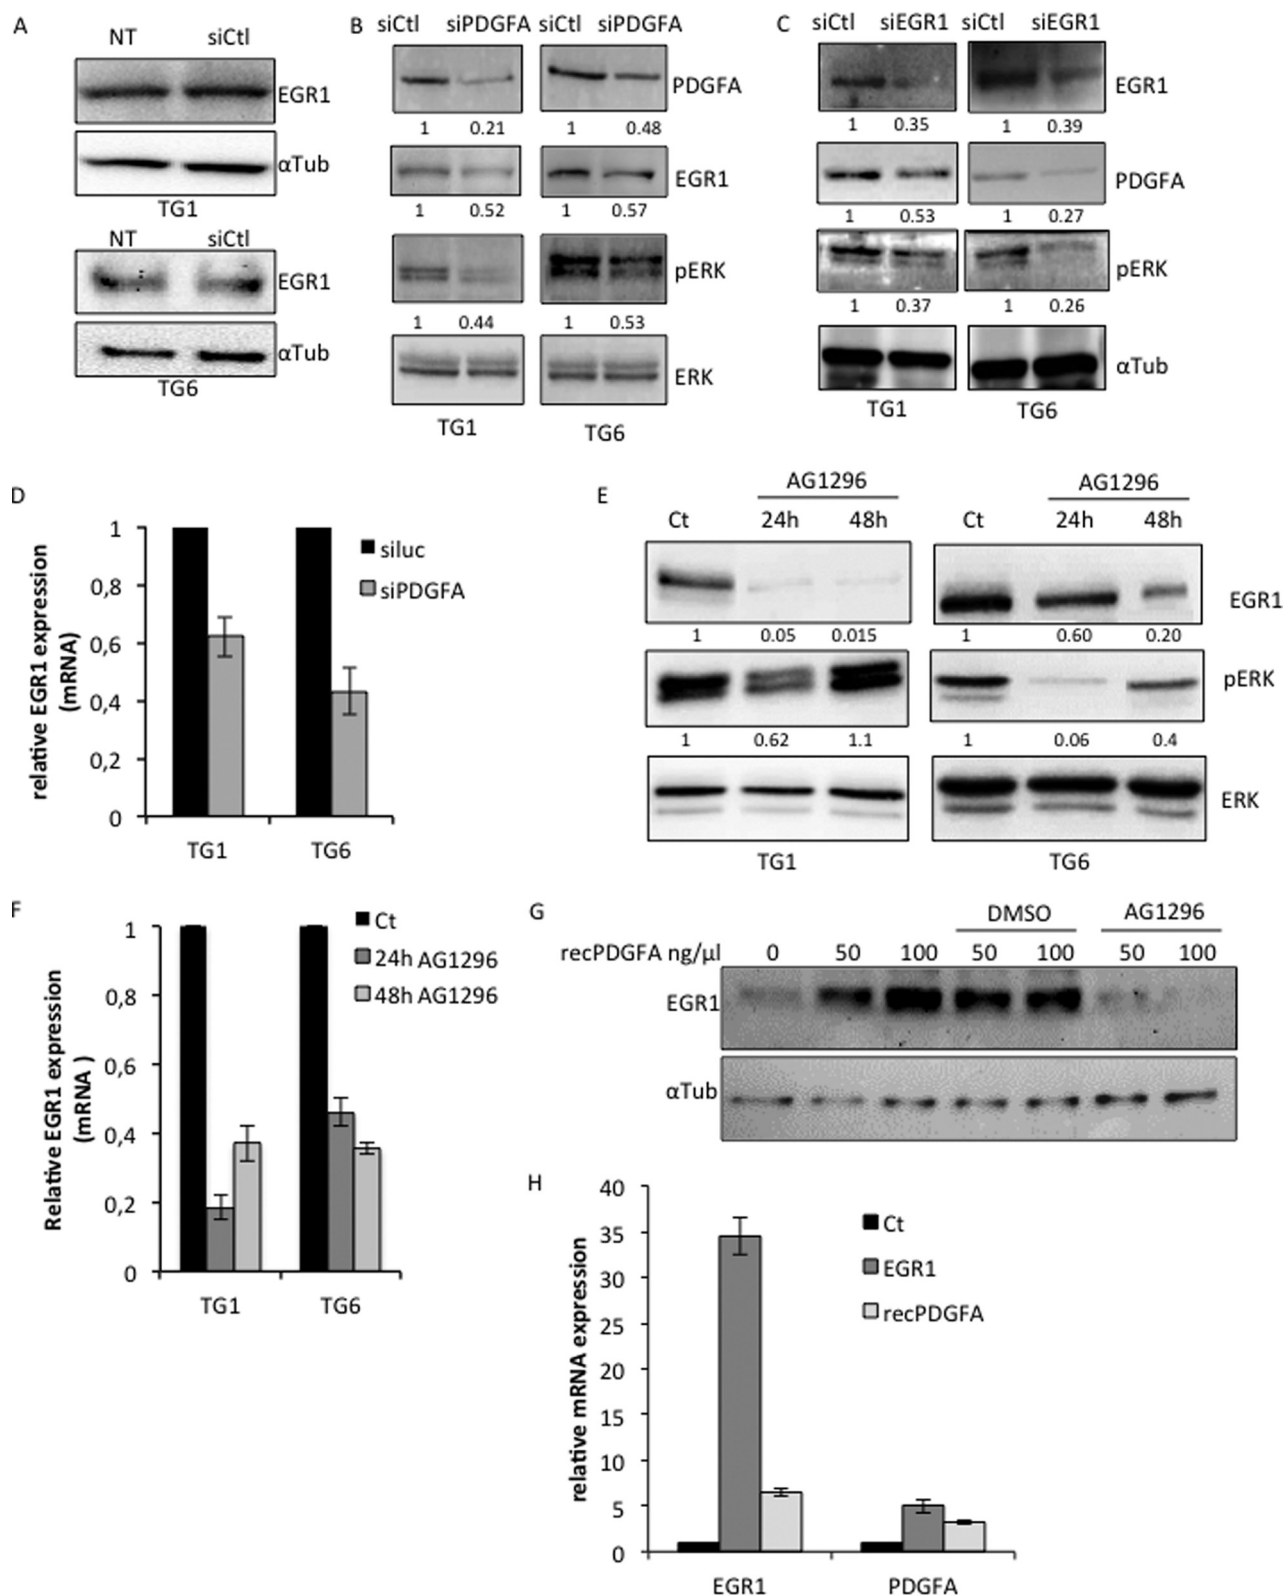 A
NT siCtl
EGR1
αTub
TG1
NT siCtl
EGR1
αTub
TG6
B siCtl siPDGFA siCtl siPDGFA
PDGFA
1 0.21 1 0.48
EGR1
1 0.52 1 0.57
pERK
1 0.44 1 0.53
ERK
TG1 TG6
C siCtl siEGR1 siCtl siEGR1
EGR1
1 0.35 1 0.39
PDGFA
1 0.53 1 0.27
pERK
1 0.37 1 0.26
αTub
TG1 TG6
D
relative EGR1 expression
(mRNA)
1
0,8
0,6
0,4
0,2
0
siluc
siPDGFA
TG1 TG6
E
AG1296 AG1296
Ct 24h 48h Ct 24h 48h
EGR1
1 0.05 0.015 1 0.60 0.20
pERK
1 0.62 1.1 1 0.06 0.4
ERK
TG1 TG6
F
Relative EGR1 expression
(mRNA )
1
0,8
0,6
0,4
0,2
0
Ct
24h AG1296
48h AG1296
TG1 TG6
G
DMSO AG1296
recPDGFA ng/μl 0 50 100 50 100 50 100
EGR1
αTub
H
relative mRNA expression
40
35
30
25
20
15
10
5
0
Ct
EGR1
recPDGFA
EGR1 PDGFA